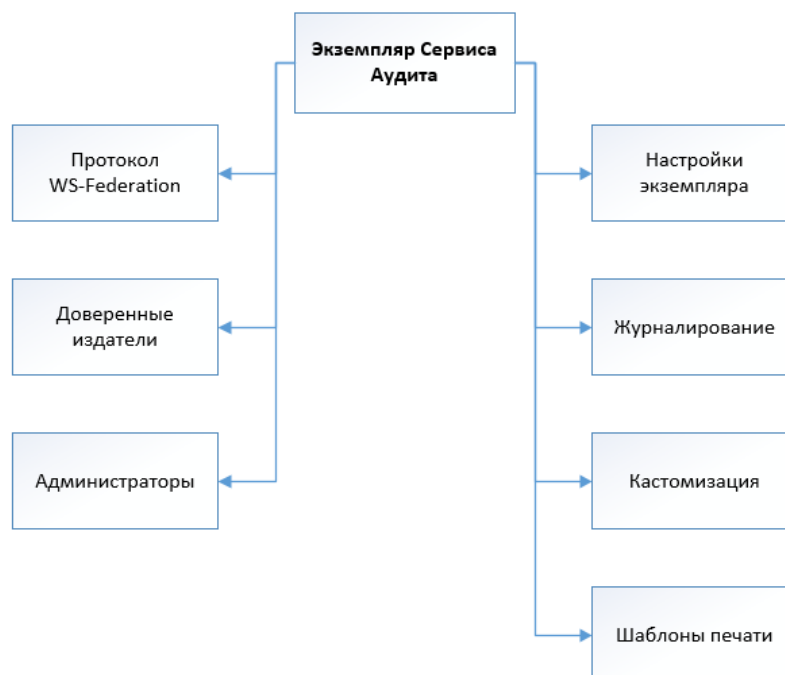 Экземпляр Сервиса
Аудита
Протокол
WS-Federation
Настройки
экземпляра
Доверенные
издатели
Журналирование
Администраторы
Кастомизация
Шаблоны печати